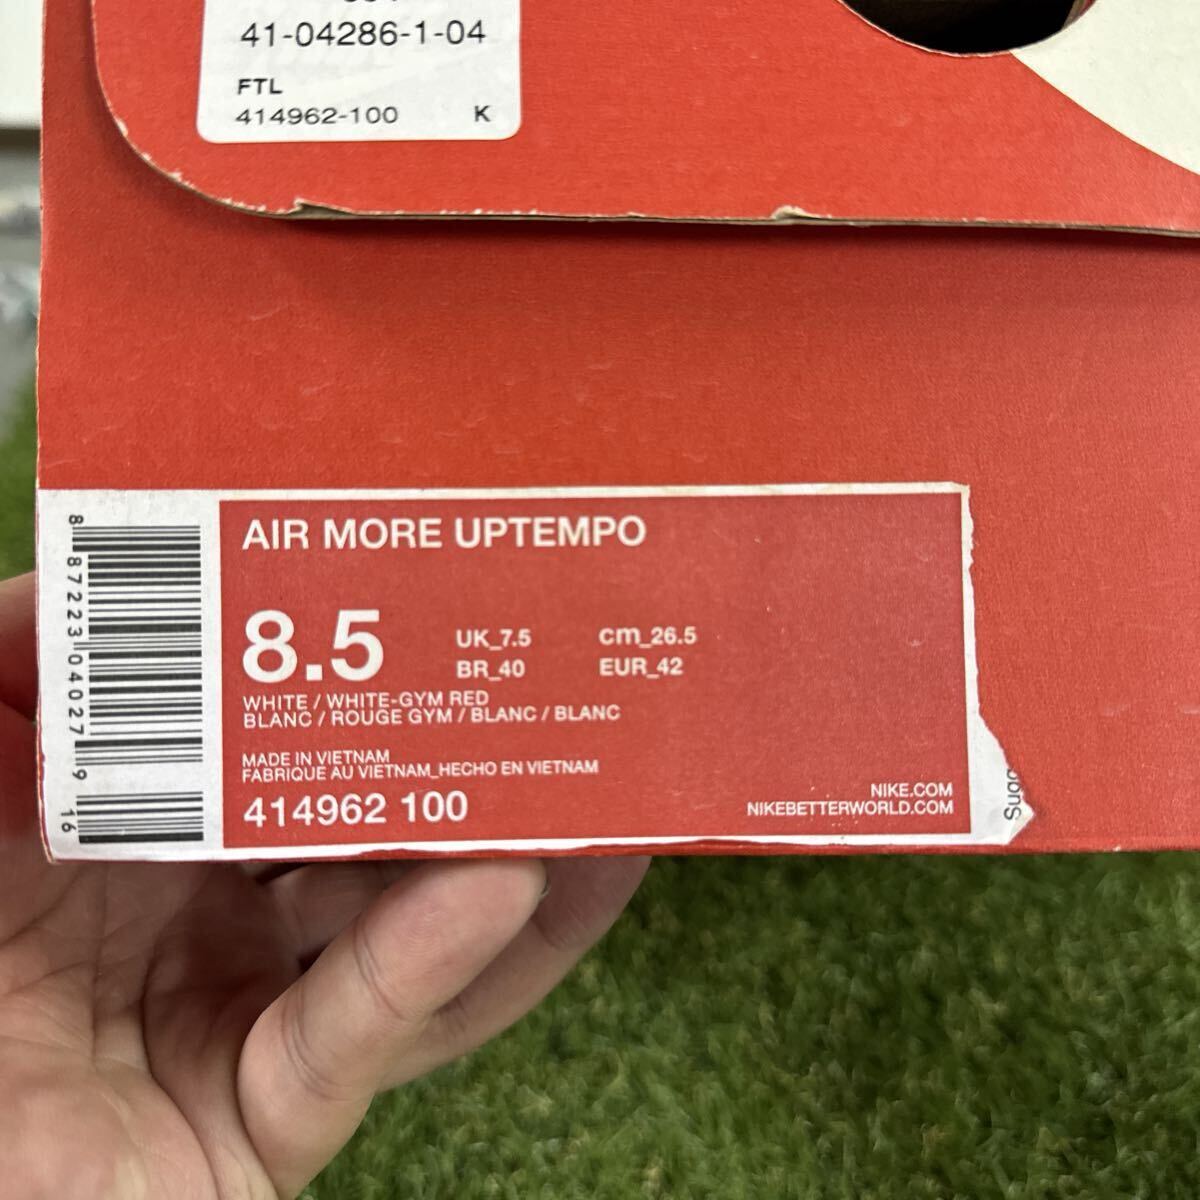 41-04286-1-04
FTL
414962-100 K
AIR MORE UPTEMPO
8.5 UK_7.5 cm_26.5
BR_40 EUR_42
WHITE / WHITE-GYM RED
BLANC / ROUGE GYM / BLANC / BLANC
MADE IN VIETNAM
FABRIQUE AU VIETNAM_HECHO EN VIETNAM
414962 100
NIKE.COM
NIKEBETTERWORLD.COM
8 87223 04027 9 16